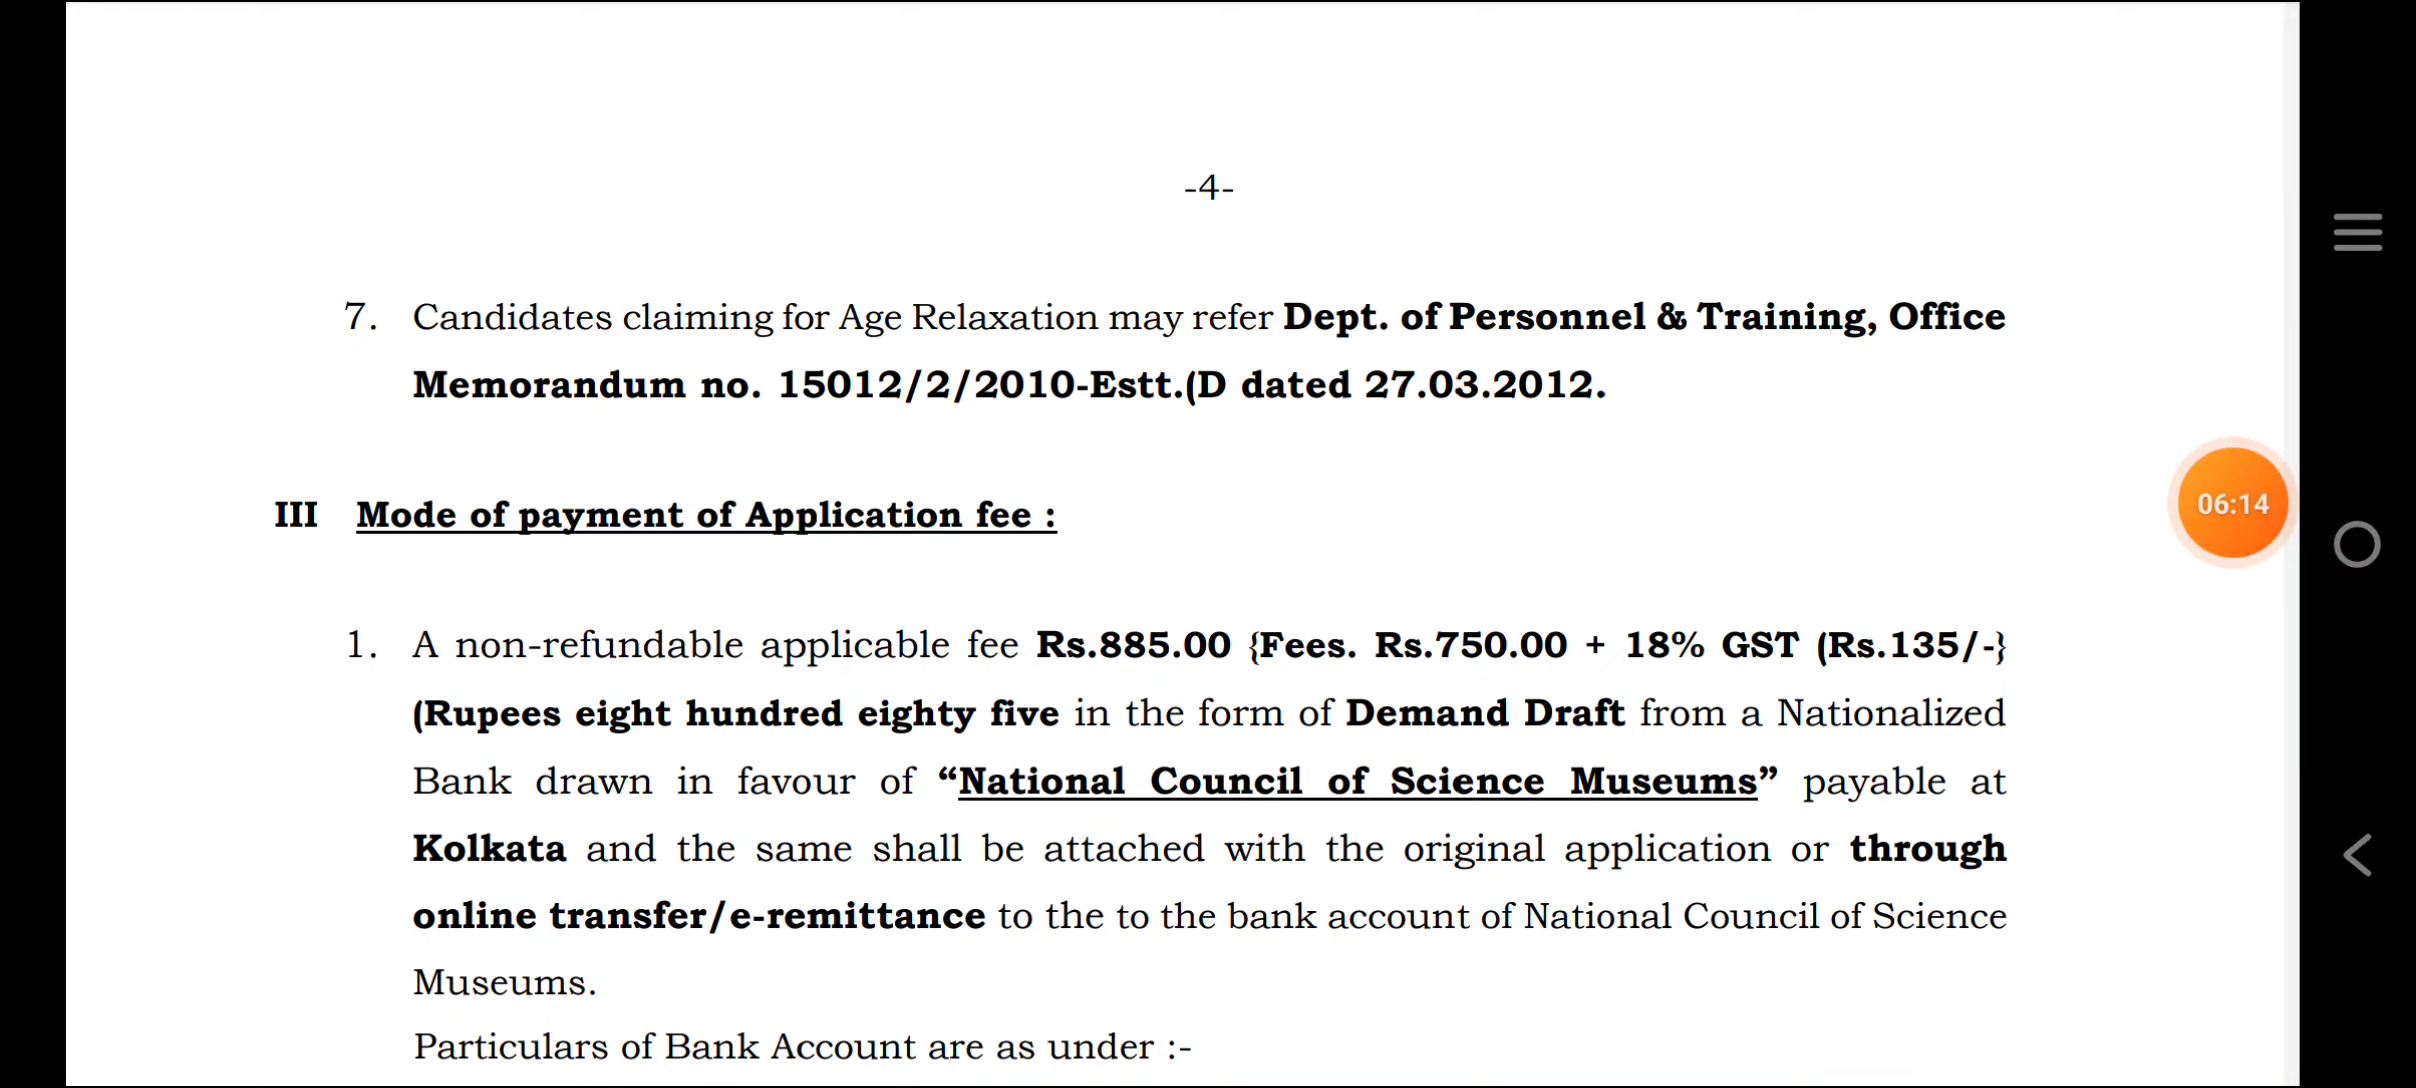 -4-
7. Candidates claiming for Age Relaxation may refer Dept. of Personnel & Training, Office
Memorandum no. 15012/2/2010-Estt.(D dated 27.03.2012.
III Mode of payment of Application fee :
06:14
1. A non-refundable applicable fee Rs.885.00 {Fees. Rs.750.00 + 18% GST (Rs.135/-}
(Rupees eight hundred eighty five in the form of Demand Draft from a Nationalized
Bank drawn in favour of “National Council of Science Museums” payable at
Kolkata and the same shall be attached with the original application or through
online transfer/e-remittance to the to the bank account of National Council of Science
Museums.
Particulars of Bank Account are as under :-